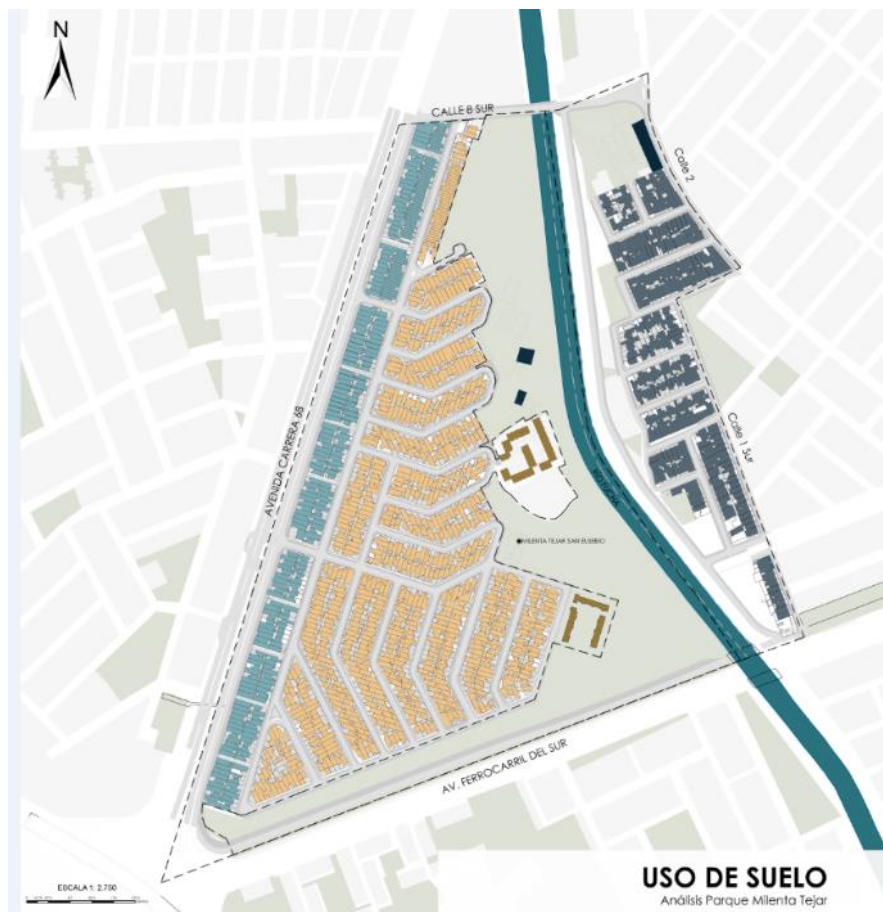 N
CALLE 8 SUR
Calle 2
AVENIDA CARRERA 68
Calle 1 Sur
MILENTA TEJAR SAN EUSEBIO
AV. FERROCARRIL DEL SUR
ESCALA 1: 2.750
USO DE SUELO
Análisis Parque Milenta Tejar